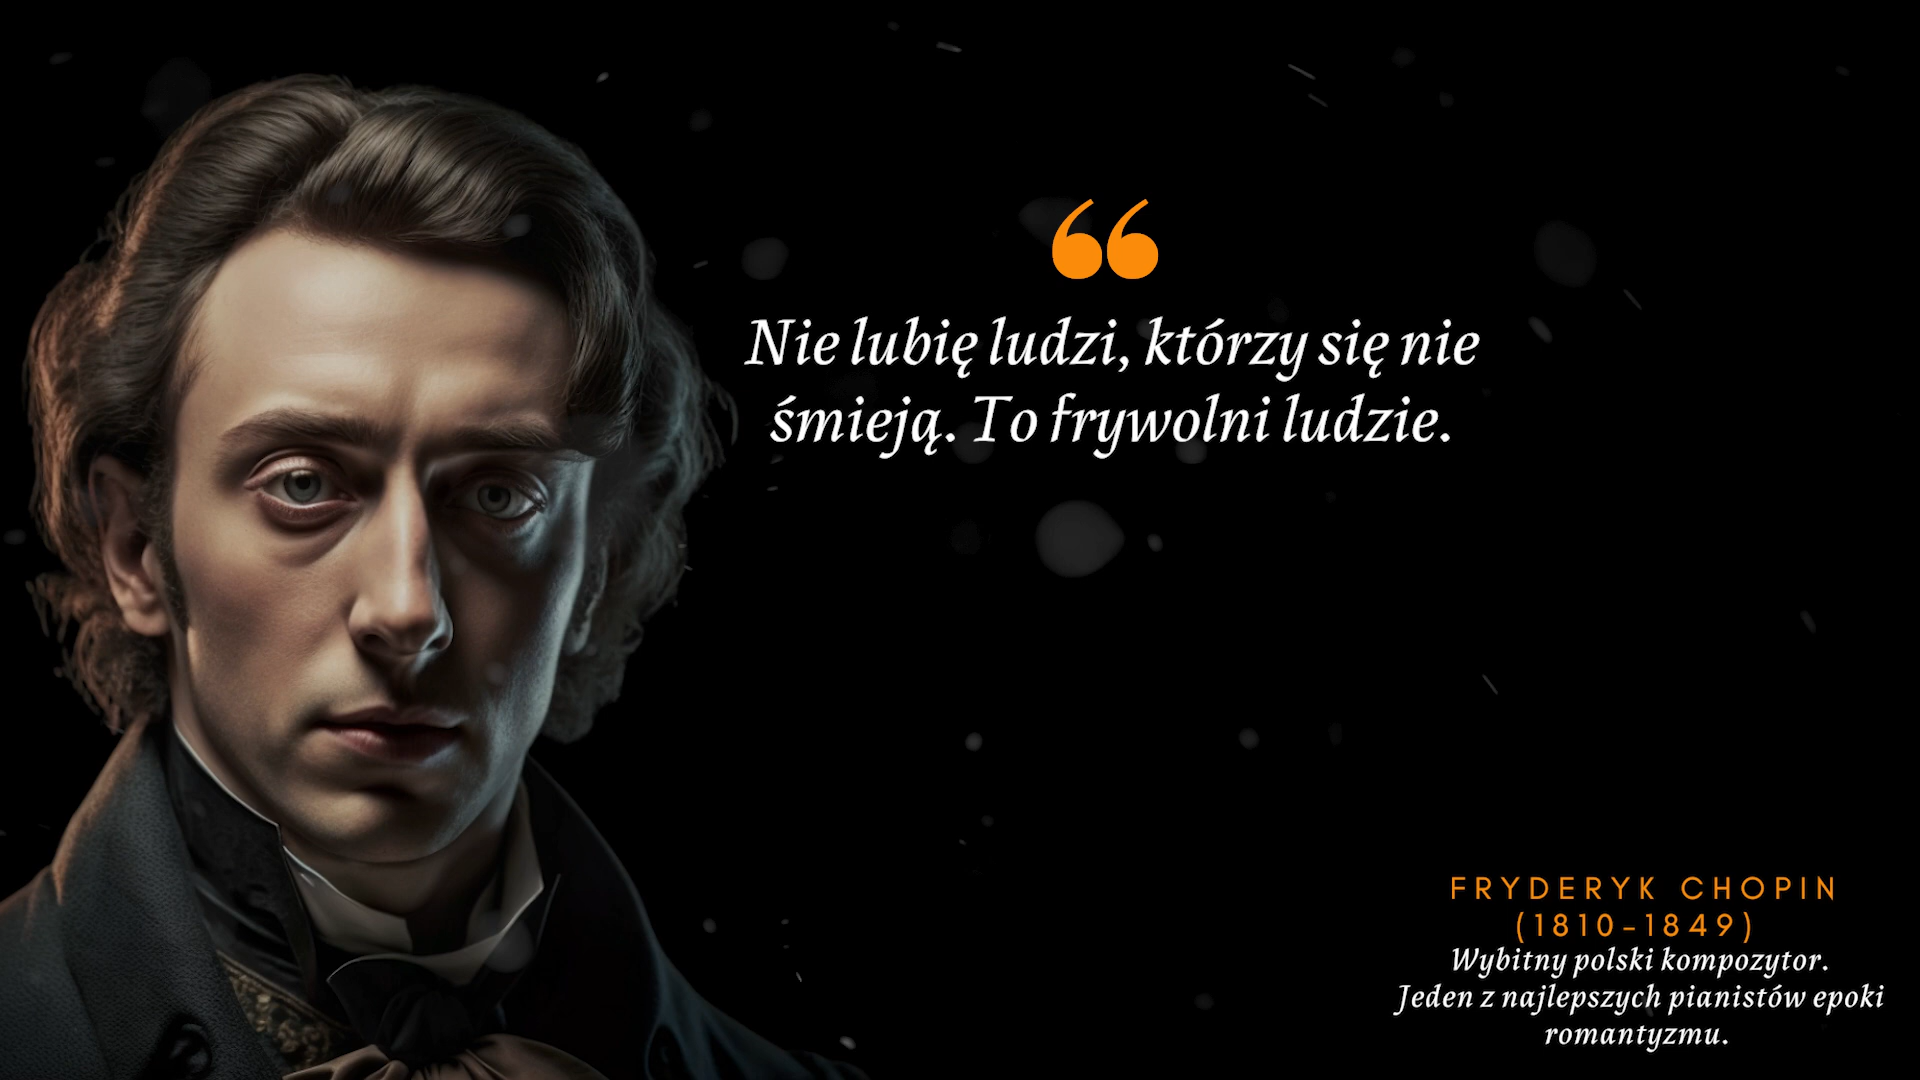 Nie lubię ludzi, którzy się nie
śmieją. To frywolni ludzie.
FRYDERYK CHOPIN
(1810-1849)
Wybitny polski kompozytor.
Jeden z najlepszych pianistów epoki
romantyzmu.